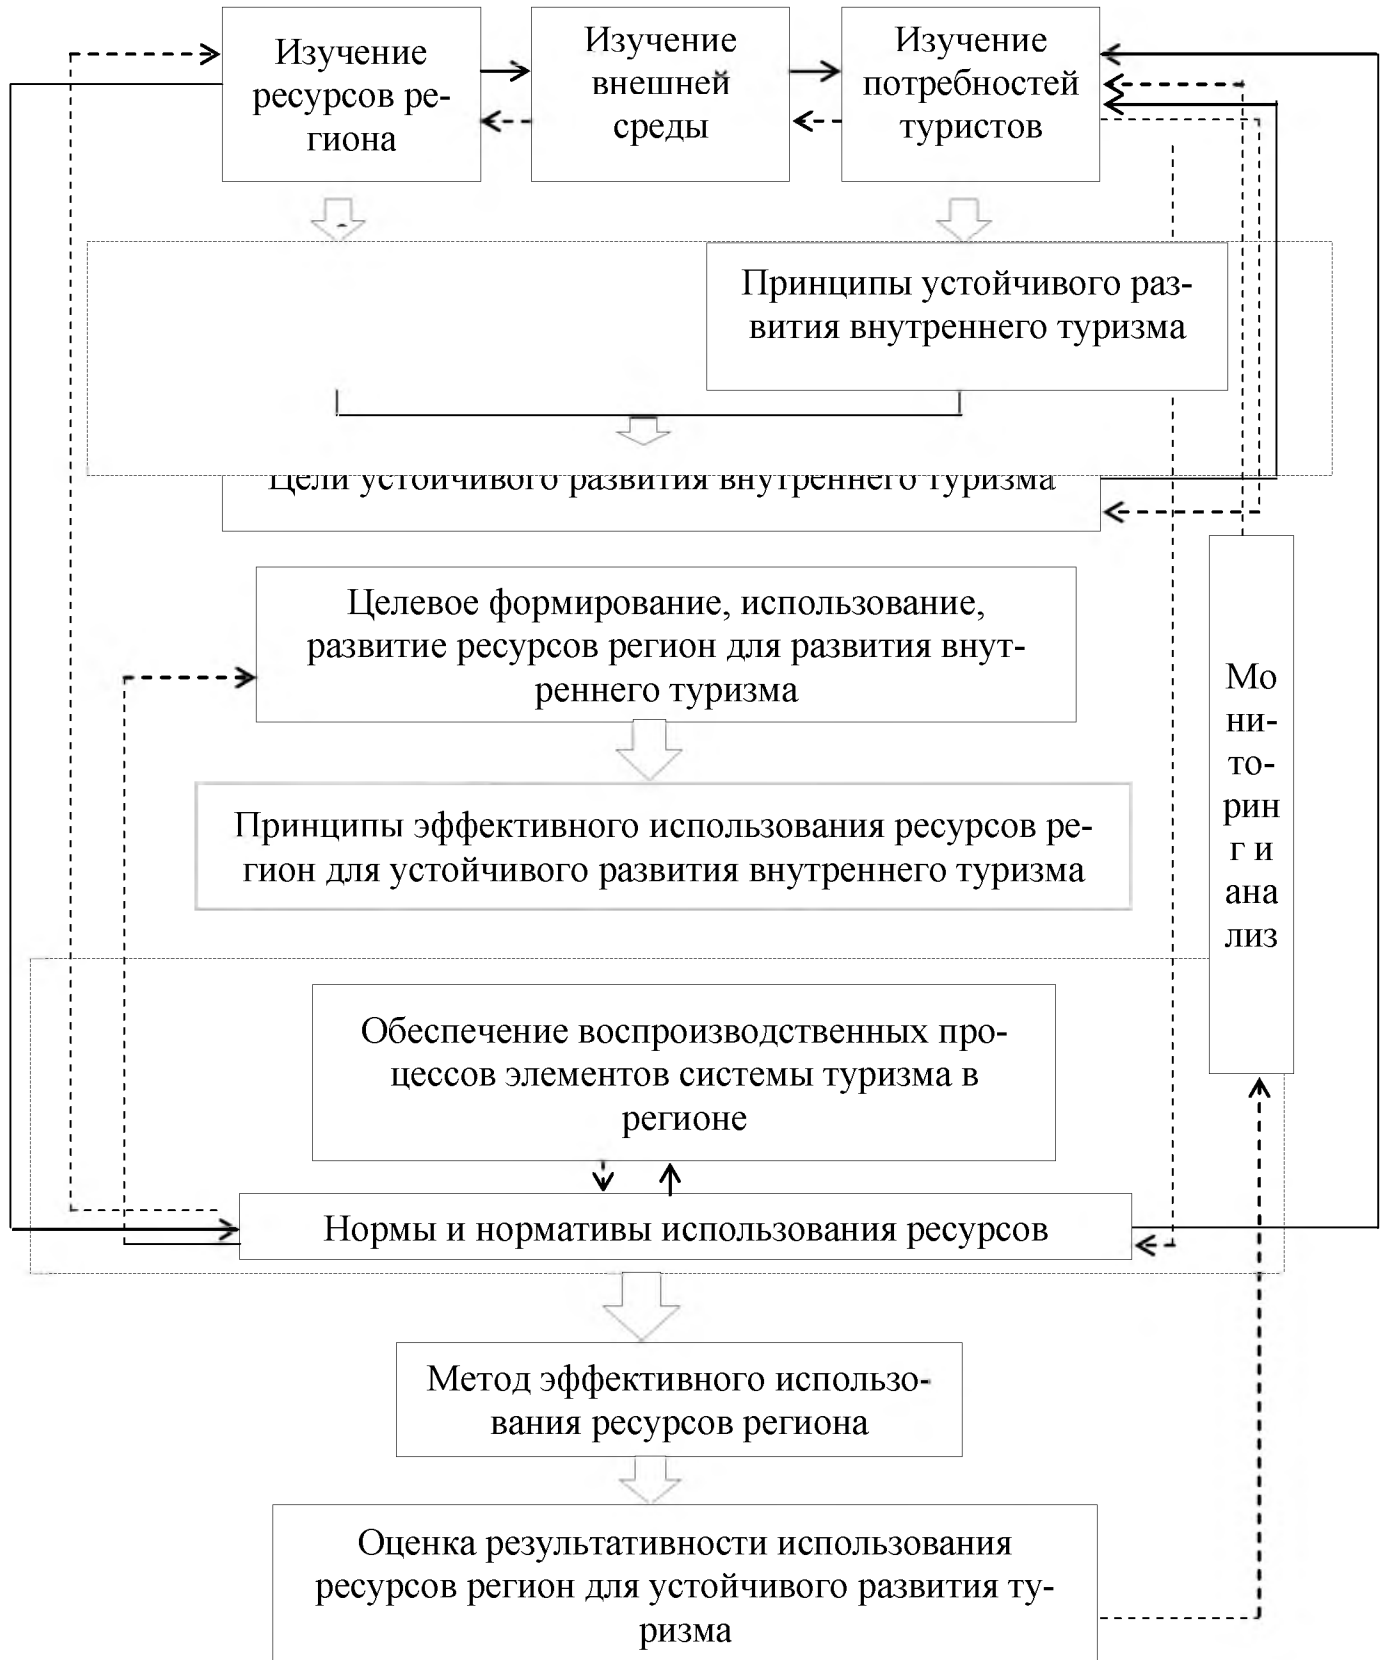 Изучение
ресурсов ре-
гиона
Изучение
внешней
среды
Изучение
потребностей
туристов
Принципы устойчивого раз-
вития внутреннего туризма
Цели устойчивого развития внутреннего туризма
Целевое формирование, использование,
развитие ресурсов регион для развития внут-
реннего туризма
Принципы эффективного использования ресурсов ре-
гион для устойчивого развития внутреннего туризма
Мо
ни-
то-
рин
г и
ана
лиз
Обеспечение воспроизводственных про-
цессов элементов системы туризма в
регионе
Нормы и нормативы использования ресурсов
Метод эффективного использо-
вания ресурсов региона
Оценка результативности использования
ресурсов регион для устойчивого развития ту-
ризма